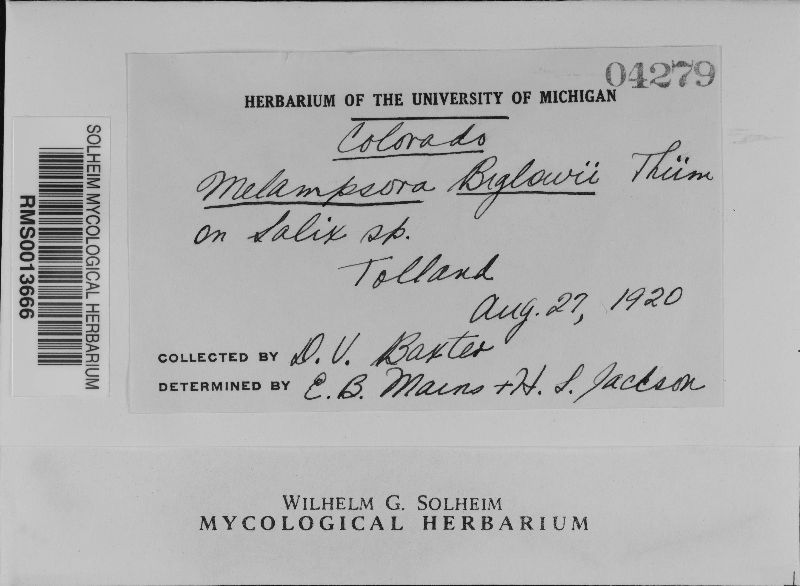 04279
HERBARIUM OF THE UNIVERSITY OF MICHIGAN
Colorado
Melampsora Biglowii Thüm
on Salix sp.
Tolland
Aug. 27, 1920
COLLECTED BY D. V. Baxter
DETERMINED BY E. B. Mains + H. S. Jackson
SOLHEIM MYCOLOGICAL HERBARIUM
RMS0013666
WILHELM G. SOLHEIM
MYCOLOGICAL HERBARIUM